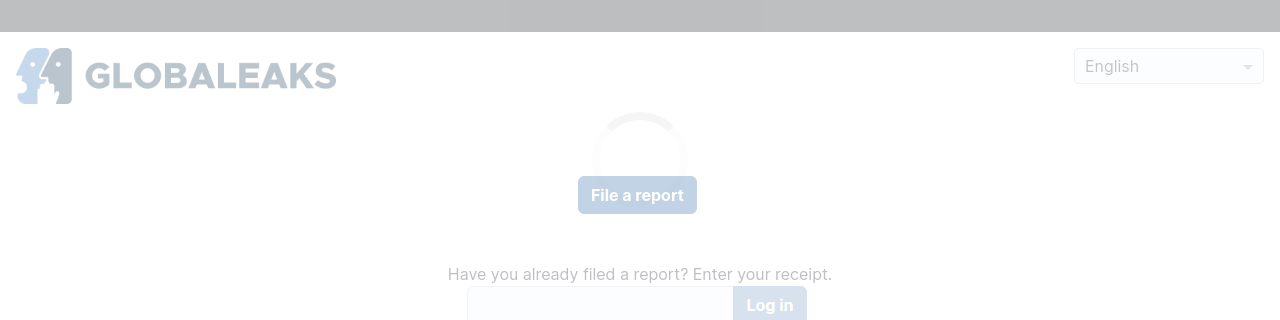 GLOBALEAKS
English
File a report
Have you already filed a report? Enter your receipt.
Log in